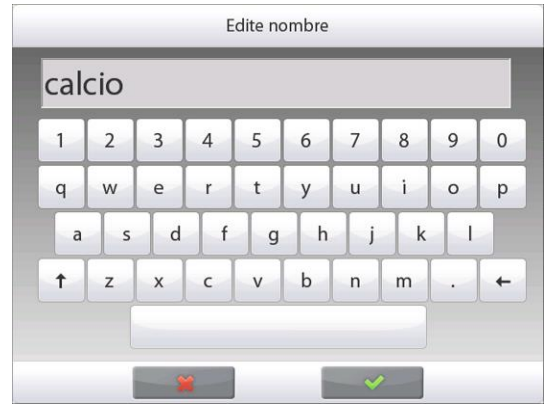 Edite nombre
calcio
1 2 3 4 5 6 7 8 9 0
q w e r t y u i o p
a s d f g h j k l
↑ z x c v b n m . ←